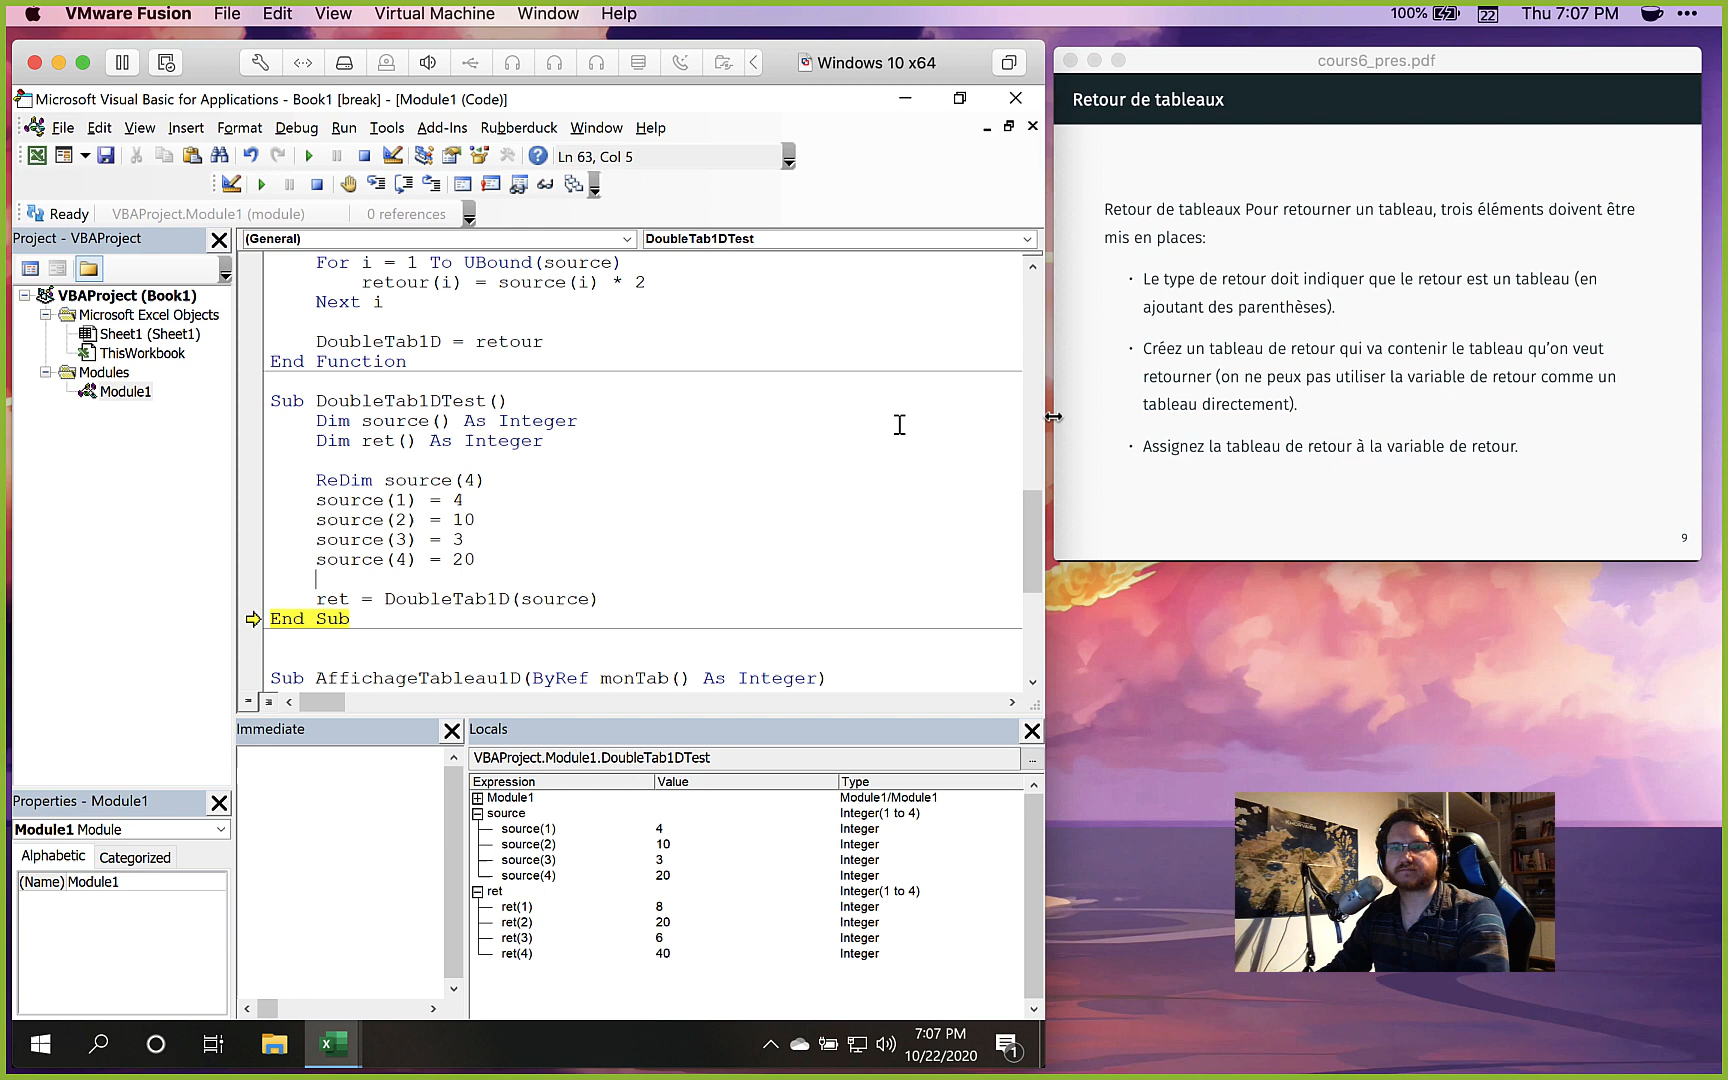 VMware Fusion File Edit View Virtual Machine Window Help 100% 22 Thu 7:07 PM
Windows 10 x64
Microsoft Visual Basic for Applications - Book1 [break] - [Module1 (Code)]
File Edit View Insert Format Debug Run Tools Add-Ins Rubberduck Window Help
Ln 63, Col 5
Ready VBAProject.Module1 (module) 0 references
Project - VBAProject
VBAProject (Book1)
Microsoft Excel Objects
Sheet1 (Sheet1)
ThisWorkbook
Modules
Module1
Properties - Module1
Module1 Module
Alphabetic Categorized
(Name) Module1
(General) DoubleTab1DTest
For i = 1 To UBound(source)
retour(i) = source(i) * 2
Next i
DoubleTab1D = retour
End Function
Sub DoubleTab1DTest()
Dim source() As Integer
Dim ret() As Integer
ReDim source(4)
source(1) = 4
source(2) = 10
source(3) = 3
source(4) = 20
ret = DoubleTab1D(source)
End Sub
Sub AffichageTableau1D(ByRef monTab() As Integer)
Immediate
Locals
VBAProject.Module1.DoubleTab1DTest
...
Expression Value Type
Module1 Module1/Module1
source Integer(1 to 4)
source(1) 4 Integer
source(2) 10 Integer
source(3) 3 Integer
source(4) 20 Integer
ret Integer(1 to 4)
ret(1) 8 Integer
ret(2) 20 Integer
ret(3) 6 Integer
ret(4) 40 Integer
7:07 PM
10/22/2020
1
cours6_pres.pdf
Retour de tableaux
Retour de tableaux Pour retourner un tableau, trois éléments doivent être
mis en places:
· Le type de retour doit indiquer que le retour est un tableau (en
ajoutant des parenthèses).
· Créez un tableau de retour qui va contenir le tableau qu'on veut
retourner (on ne peux pas utiliser la variable de retour comme un
tableau directement).
· Assignez la tableau de retour à la variable de retour.
9